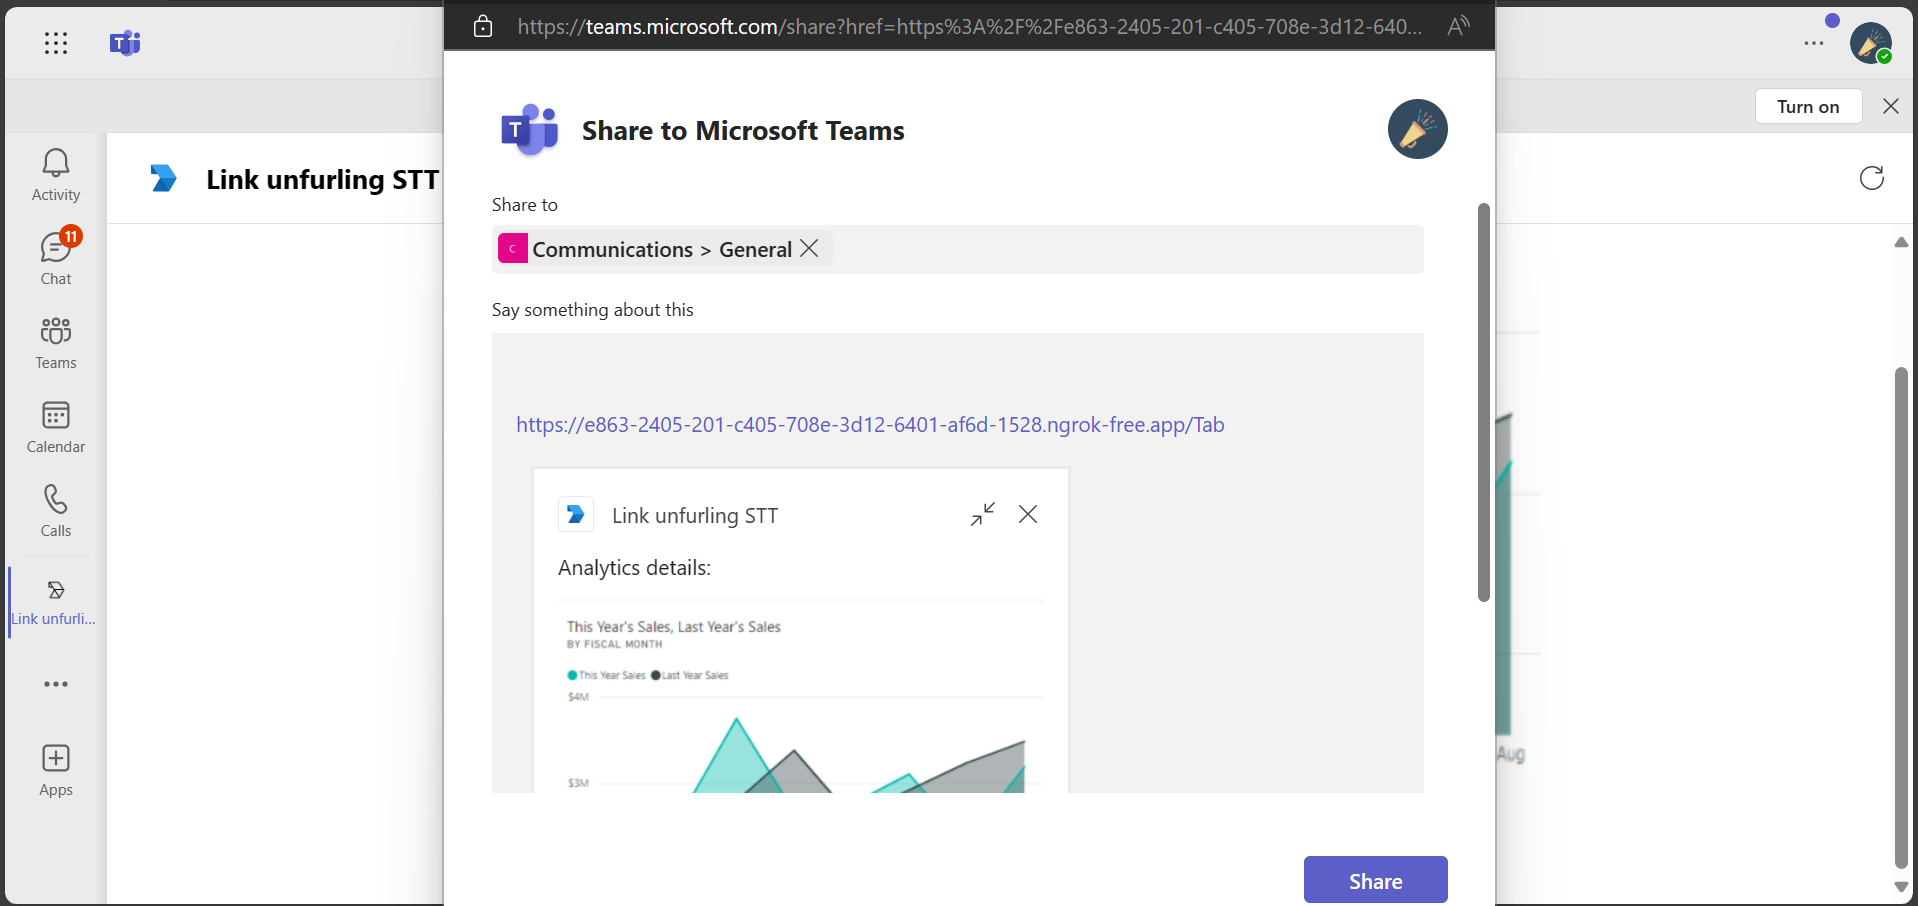 https://teams.microsoft.com/share?href=https%3A%2F%2Fe863-2405-201-c405-708e-3d12-640...
Turn on
Share to Microsoft Teams
Link unfurling STT
Activity
Share to
11
Chat
C Communications > General
Say something about this
Teams
https://e863-2405-201-c405-708e-3d12-6401-af6d-1528.ngrok-free.app/Tab
Calendar
Link unfurling STT
Calls
Analytics details:
Link unfurli...
This Year's Sales, Last Year's Sales
BY FISCAL MONTH
This Year Sales Last Year Sales
$4M
Aug
$3M
Apps
Share